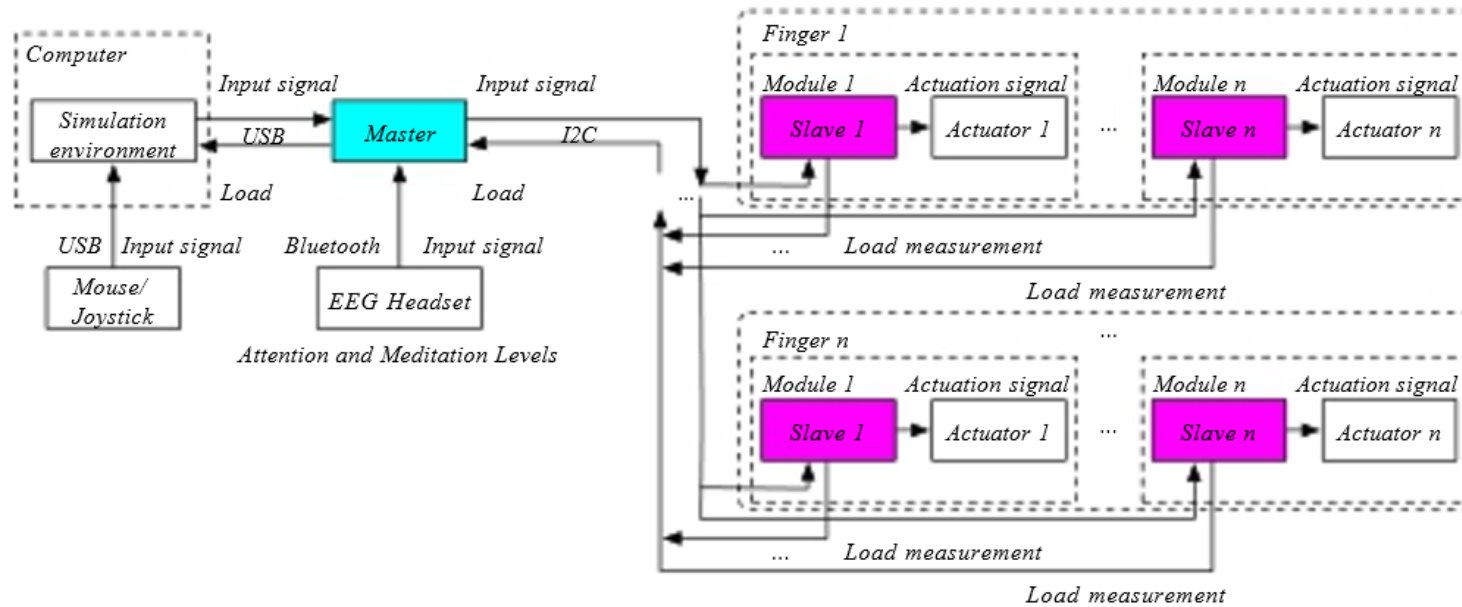 Computer
Simulation
environment
Input signal
USB
Load
Master
Input signal
I2C
Load
USB Input signal
Mouse/
Joystick
Bluetooth Input signal
EEG Headset
Attention and Meditation Levels
...
Finger 1
Module 1 Actuation signal
Slave 1 Actuator 1
...
Module n Actuation signal
Slave n Actuator n
... Load measurement
Load measurement
...
Finger n
Module 1 Actuation signal
Slave 1 Actuator 1
...
Module n Actuation signal
Slave n Actuator n
... Load measurement
Load measurement